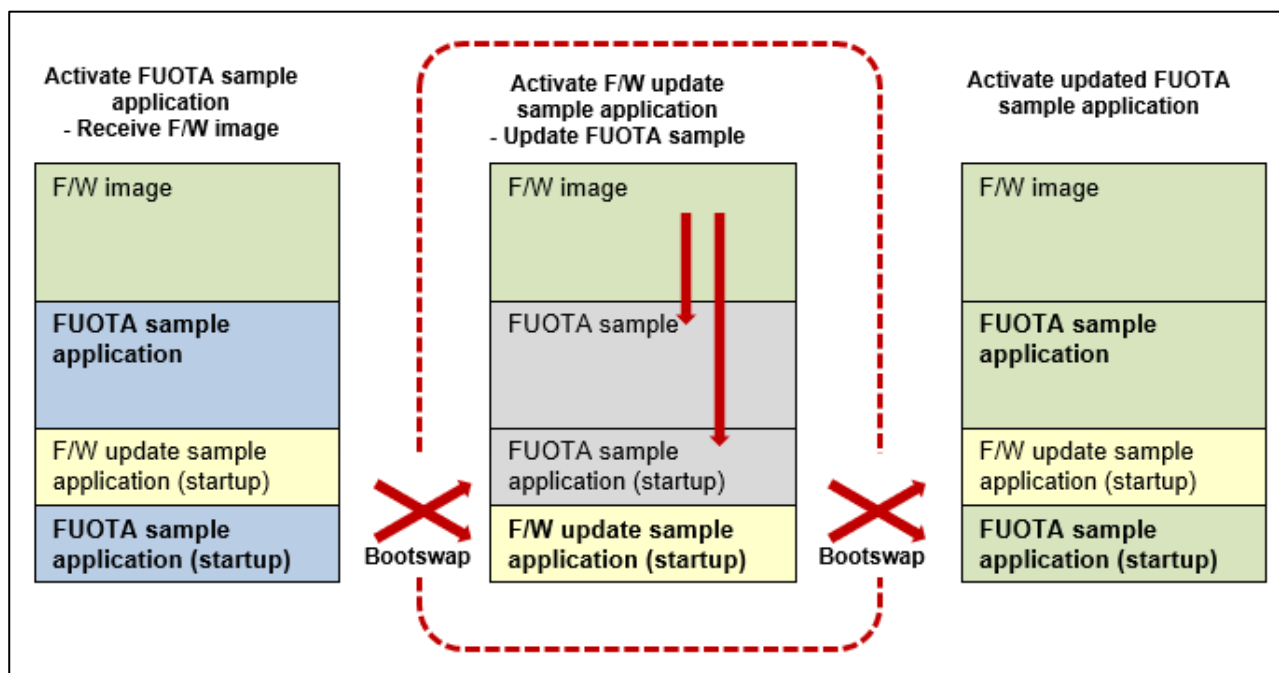 Activate FUOTA sample
application
- Receive F/W image
F/W image
FUOTA sample
application
F/W update sample
application (startup)
FUOTA sample
application (startup)
Bootswap
Activate F/W update
sample application
- Update FUOTA sample
F/W image
FUOTA sample
FUOTA sample
application (startup)
F/W update sample
application (startup)
Bootswap
Activate updated FUOTA
sample application
F/W image
FUOTA sample
application
F/W update sample
application (startup)
FUOTA sample
application (startup)